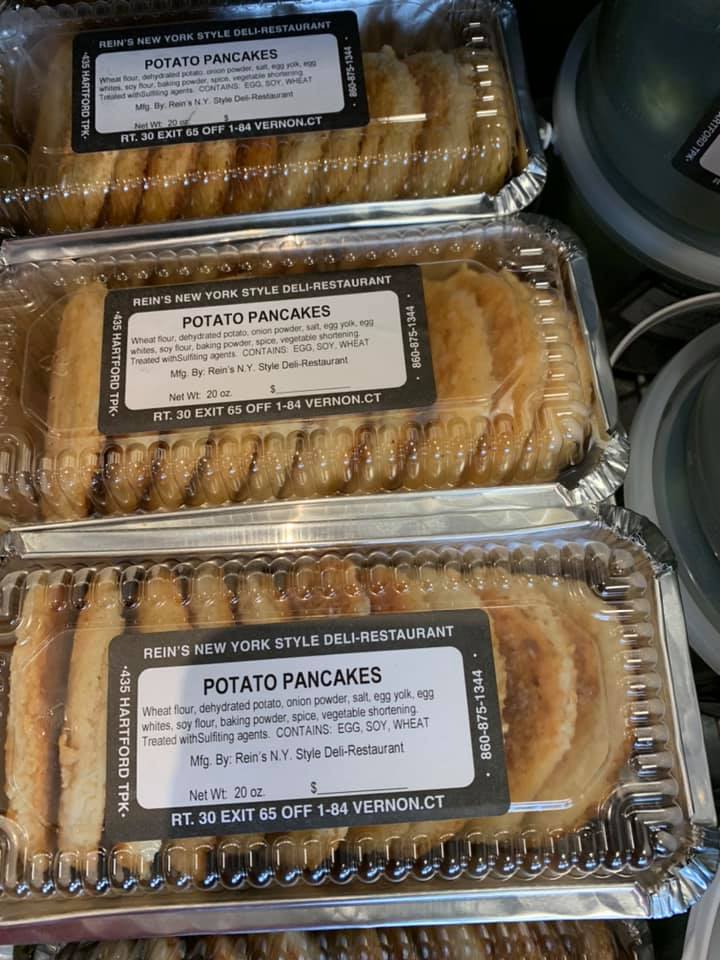 REIN'S NEW YORK STYLE DELI-RESTAURANT
POTATO PANCAKES
Wheat flour, dehydrated potato, onion powder, salt, egg yolk, egg
whites, soy flour, baking powder, spice, vegetable shortening.
Treated withSulfiting agents. CONTAINS: EGG, SOY, WHEAT
Mfg. By: Rein's N.Y. Style Deli-Restaurant
Net Wt: 20 oz. $
RT. 30 EXIT 65 OFF 1-84 VERNON.CT
·435 HARTFORD TPK·
· 860-875-1344 ·
REIN'S NEW YORK STYLE DELI-RESTAURANT
POTATO PANCAKES
Wheat flour, dehydrated potato, onion powder, salt, egg yolk, egg
whites, soy flour, baking powder, spice, vegetable shortening.
Treated withSulfiting agents. CONTAINS: EGG, SOY, WHEAT
Mfg. By: Rein's N.Y. Style Deli-Restaurant
Net Wt: 20 oz. $
RT. 30 EXIT 65 OFF 1-84 VERNON.CT
·435 HARTFORD TPK·
· 860-875-1344 ·
REIN'S NEW YORK STYLE DELI-RESTAURANT
POTATO PANCAKES
Wheat flour, dehydrated potato, onion powder, salt, egg yolk, egg
whites, soy flour, baking powder, spice, vegetable shortening.
Treated withSulfiting agents. CONTAINS: EGG, SOY, WHEAT
Mfg. By: Rein's N.Y. Style Deli-Restaurant
Net Wt: 20 oz. $
RT. 30 EXIT 65 OFF 1-84 VERNON.CT
·435 HARTFORD TPK·
· 860-875-1344 ·
TPK·